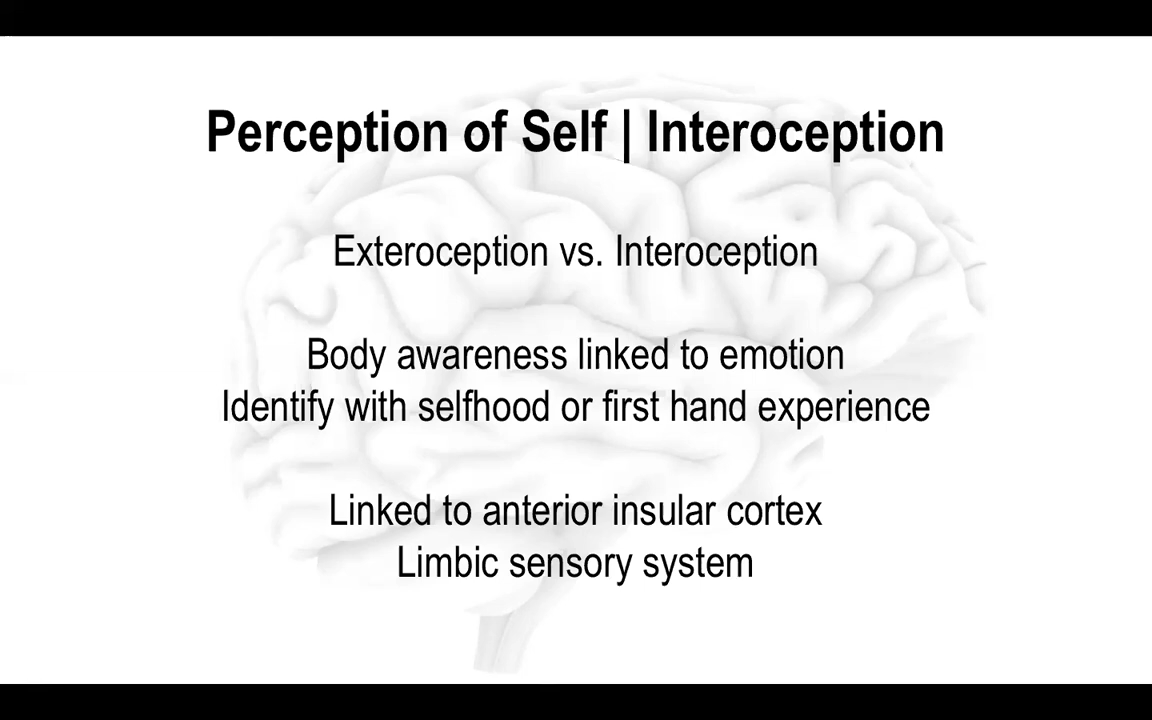 Perception of Self | Interoception
Exteroception vs. Interoception
Body awareness linked to emotion
Identify with selfhood or first hand experience
Linked to anterior insular cortex
Limbic sensory system